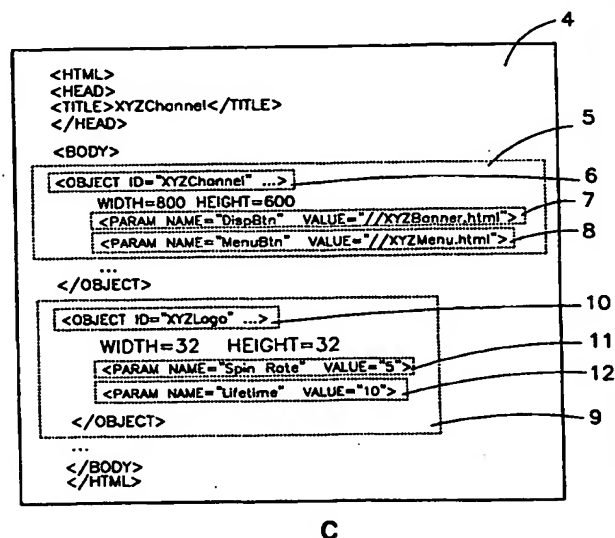 4
<HTML>
<HEAD>
<TITLE>XYZChannel</TITLE>
</HEAD>
<BODY>
5
<OBJECT ID="XYZChannel" ...>
6
WIDTH=800 HEIGHT=600
7
<PARAM NAME="DispBtn" VALUE="//XYZBanner.html">
<PARAM NAME="MenuBtn" VALUE="//XYZMenu.html">
8
...
</OBJECT>
<OBJECT ID="XYZLogo" ...>
10
WIDTH=32 HEIGHT=32
11
<PARAM NAME="Spin Rate" VALUE="5">
<PARAM NAME="Lifetime" VALUE="10">
12
</OBJECT>
9
...
</BODY>
</HTML>
C